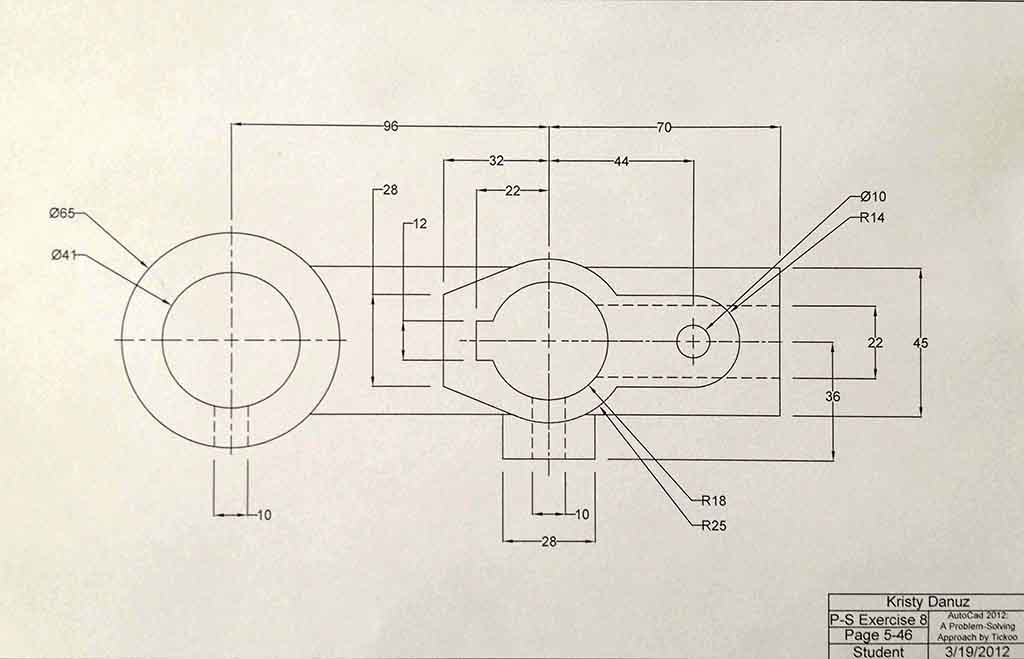 96
70
32
44
22
28
12
Ø65
Ø41
Ø10
R14
22
45
36
10
10
28
R18
R25
Kristy Danuz
P-S Exercise 8
Page 5-46
AutoCad 2012:
A Problem-Solving
Approach by Tickoo
Student
3/19/2012